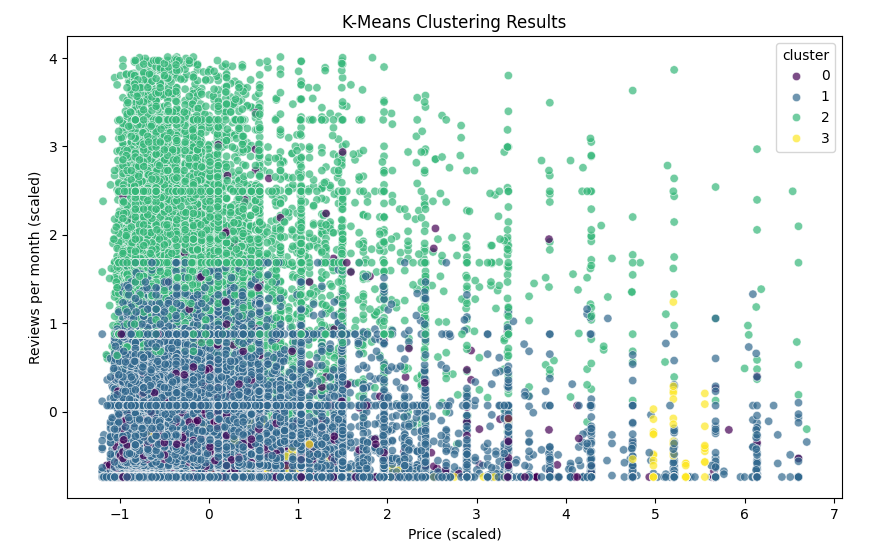 K-Means Clustering Results
cluster
0
1
2
3
Reviews per month (scaled)
4
3
2
1
0
−1 0 1 2 3 4 5 6 7
Price (scaled)